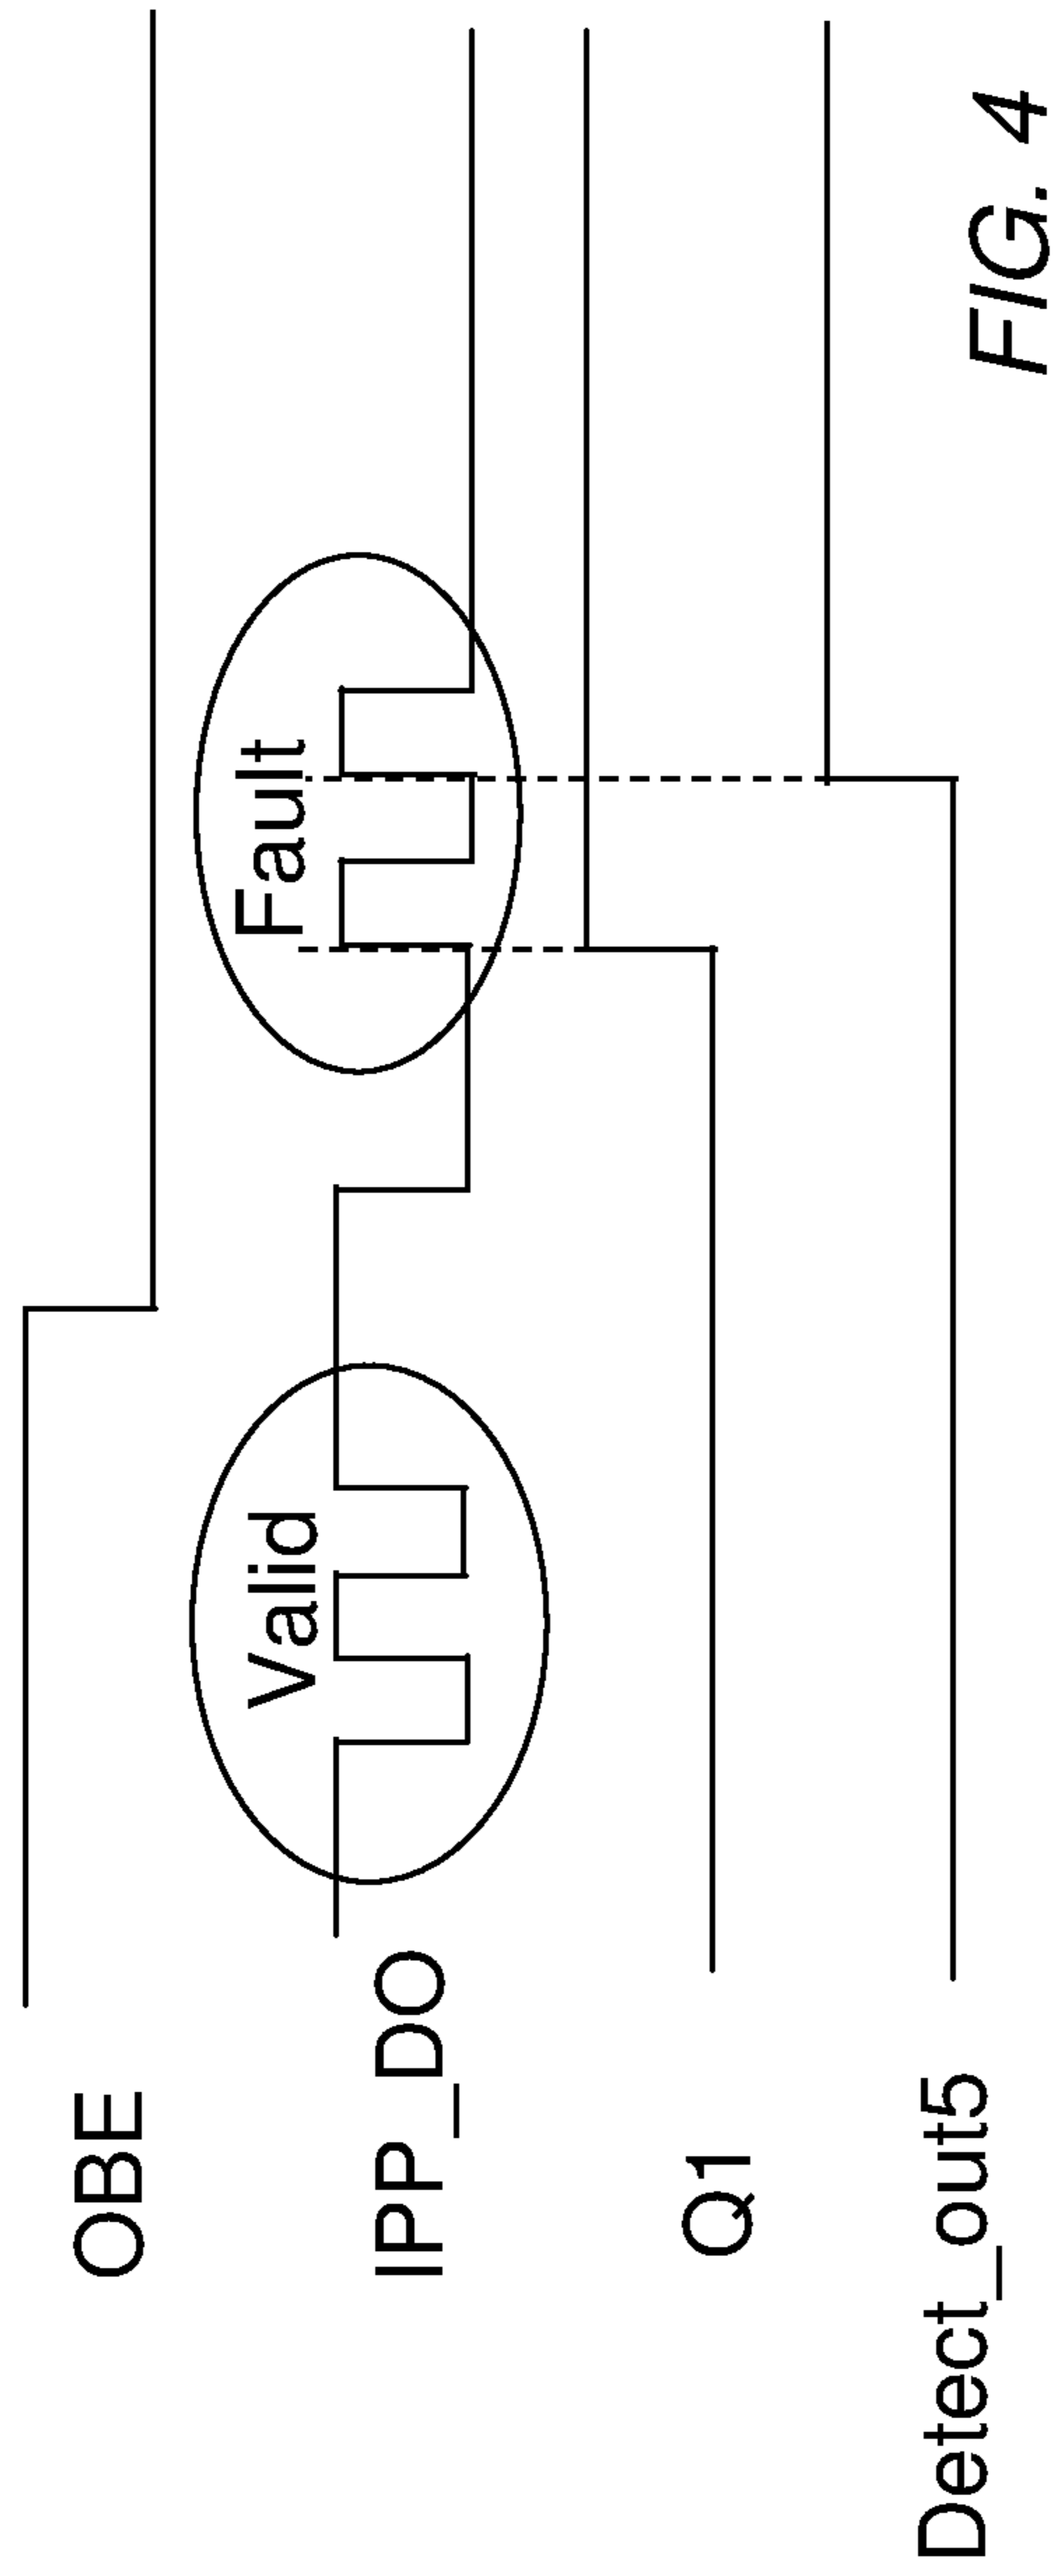 OBE
Valid
Fault
IPP_DO
Q1
Detect_out5
FIG. 4